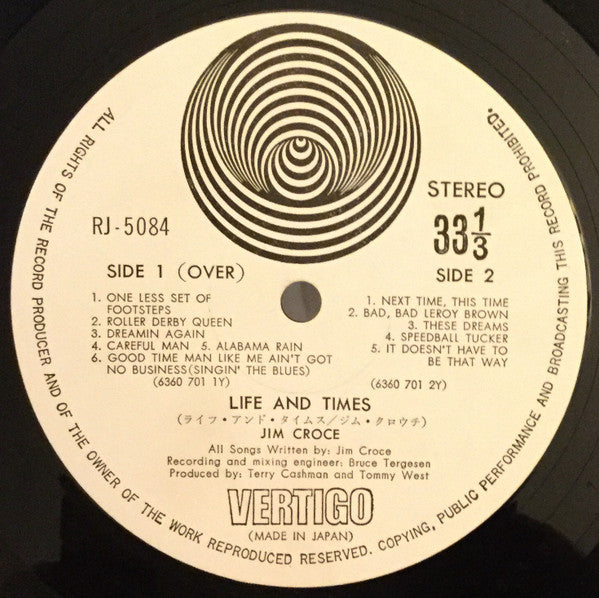 STEREO
RJ-5084
33 1/3
SIDE 1 (OVER)
SIDE 2
1. ONE LESS SET OF
FOOTSTEPS
2. ROLLER DERBY QUEEN
3. DREAMIN AGAIN
4. CAREFUL MAN 5. ALABAMA RAIN
6. GOOD TIME MAN LIKE ME AIN'T GOT
NO BUSINESS(SINGIN' THE BLUES)
(6360 701 1Y)
1. NEXT TIME, THIS TIME
2. BAD, BAD LEROY BROWN
3. THESE DREAMS
4. SPEEDBALL TUCKER
5. IT DOESN'T HAVE TO
BE THAT WAY
(6360 701 2Y)
LIFE AND TIMES
(ライフ・アンド・タイムス/ジム・クロウチ)
JIM CROCE
All Songs Written by: Jim Croce
Recording and mixing engineer: Bruce Tergesen
Produced by: Terry Cashman and Tommy West
VERTIGO
(MADE IN JAPAN)
ALL RIGHTS OF THE RECORD PRODUCER AND OF THE OWNER OF THE WORK REPRODUCED RESERVED. COPYING, PUBLIC PERFORMANCE AND BROADCASTING THIS RECORD PROHIBITED.